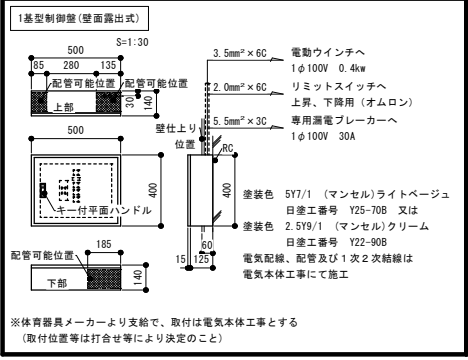 1基型制御盤(壁面露出式)
S=1:30
500
85 280 135
配管可能位置 配管可能位置
上部
30
140
500
400
キー付平面ハンドル
185
配管可能位置
下部
140
3.5mm²×6C
電動ウインチへ
1φ100V 0.4kw
2.0mm²×6C
リミットスイッチへ
上昇、下降用 (オムロン)
5.5mm²×3C
専用漏電ブレーカーへ
1φ100V 30A
壁仕上り
位置
RC
400
60
15 125
塗装色 5Y7/1 (マンセル)ライトベージュ
日塗工番号 Y25-70B 又は
塗装色 2.5Y9/1 (マンセル)クリーム
日塗工番号 Y22-90B
電気配線、配管及び1次2次結線は
電気本体工事にて施工
※体育器具メーカーより支給で、取付は電気本体工事とする
(取付位置等は打合せ等により決定のこと)